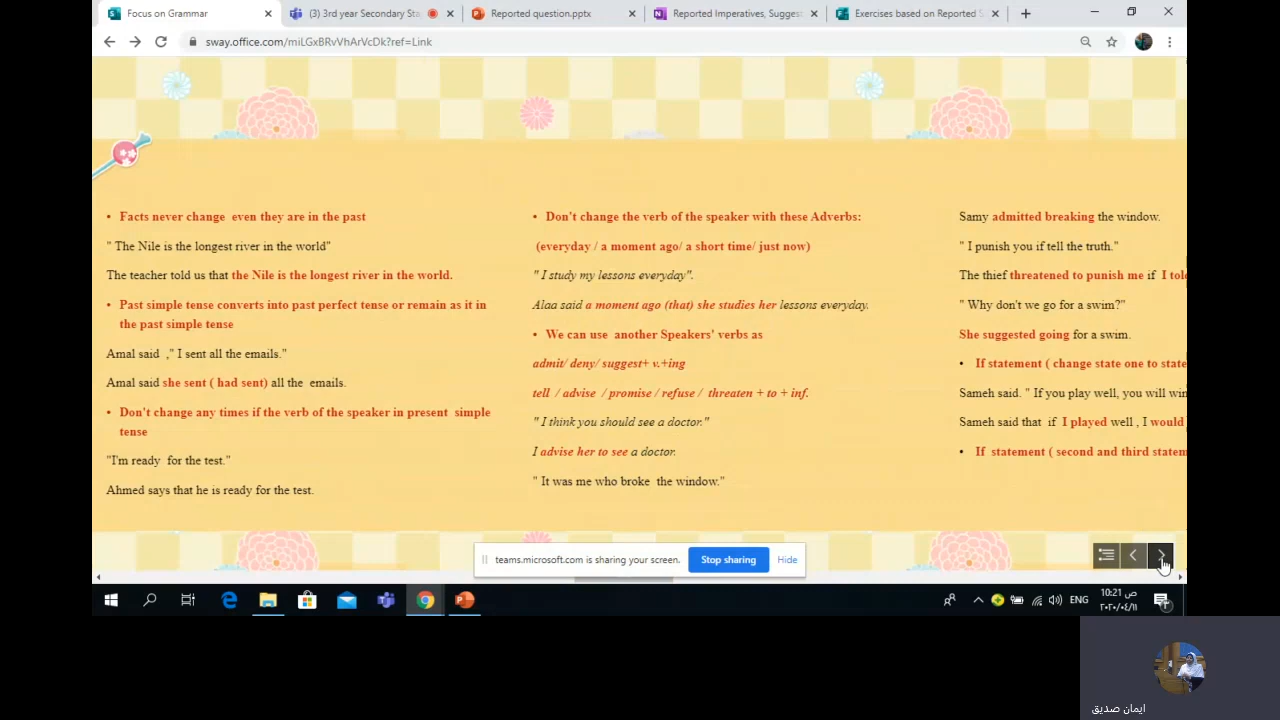 Focus on Grammar
(3) 3rd year Secondary Sta
Reported question.pptx
Reported Imperatives, Suggest
Exercises based on Reported S
sway.office.com/miLGxBRvVhArVcDk?ref=Link
• Facts never change even they are in the past
" The Nile is the longest river in the world"
The teacher told us that the Nile is the longest river in the world.
• Past simple tense converts into past perfect tense or remain as it in
the past simple tense
Amal said ," I sent all the emails."
Amal said she sent ( had sent) all the emails.
• Don't change any times if the verb of the speaker in present simple
tense
"I'm ready for the test."
Ahmed says that he is ready for the test.
• Don't change the verb of the speaker with these Adverbs:
(everyday / a moment ago/ a short time/ just now)
" I study my lessons everyday".
Alaa said a moment ago (that) she studies her lessons everyday.
• We can use another Speakers' verbs as
admit/ deny/ suggest+ v.+ing
tell / advise / promise / refuse / threaten + to + inf.
" I think you should see a doctor."
I advise her to see a doctor.
" It was me who broke the window."
Samy admitted breaking the window.
" I punish you if tell the truth."
The thief threatened to punish me if I tol
" Why don't we go for a swim?"
She suggested going for a swim.
• If statement ( change state one to state
Sameh said. " If you play well, you will win
Sameh said that if I played well , I would
• If statement ( second and third statem
teams.microsoft.com is sharing your screen.
Stop sharing
Hide
ENG
10:21 ص
٢٠٢٠/٠٤/١١
ايمان صديق